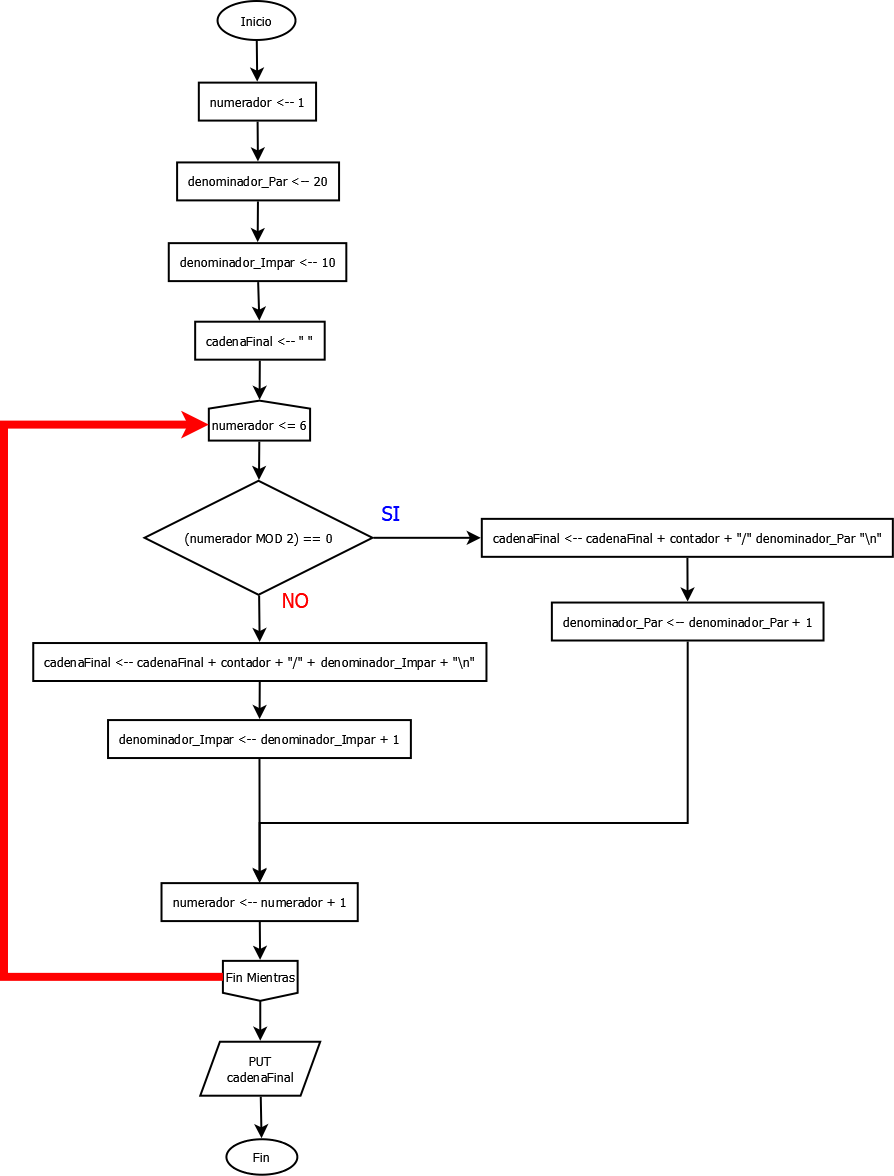 Inicio
numerador <-- 1
denominador_Par <-- 20
denominador_Impar <-- 10
cadenaFinal <-- " "
numerador <= 6
(numerador MOD 2) == 0
SI
cadenaFinal <-- cadenaFinal + contador + "/" denominador_Par "\n"
denominador_Par <-- denominador_Par + 1
NO
cadenaFinal <-- cadenaFinal + contador + "/" + denominador_Impar + "\n"
denominador_Impar <-- denominador_Impar + 1
numerador <-- numerador + 1
Fin Mientras
PUT
cadenaFinal
Fin